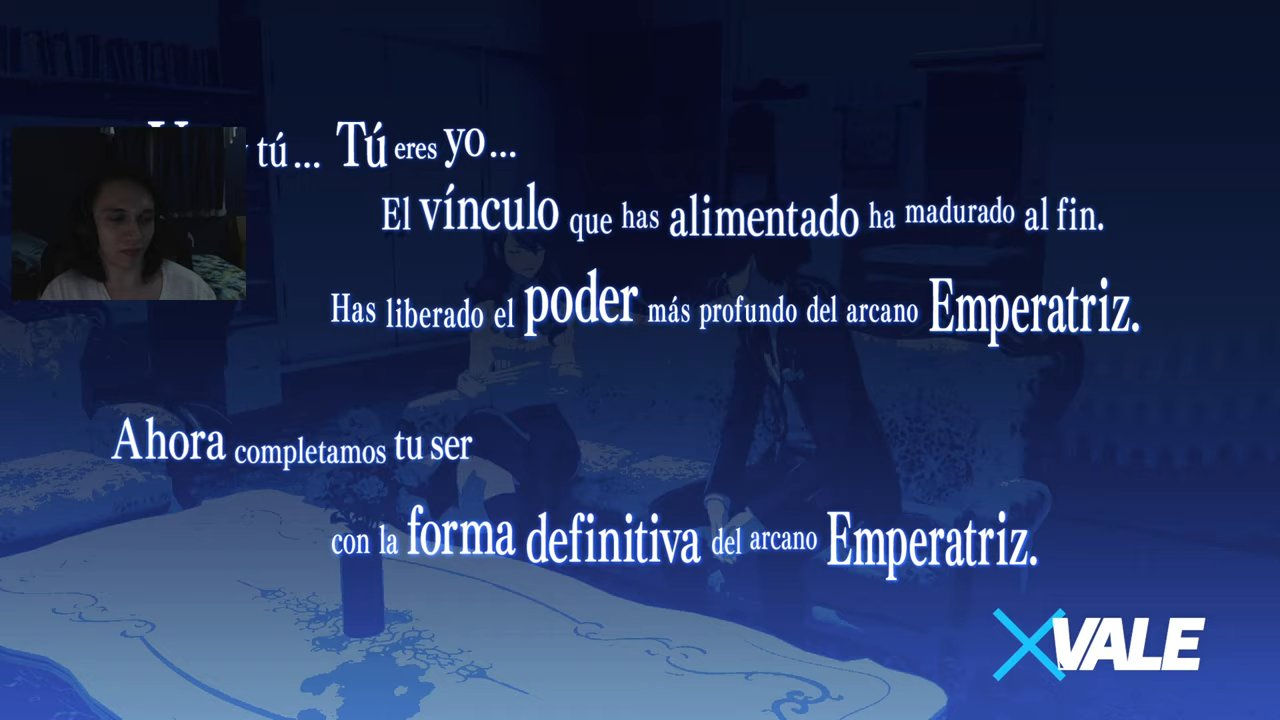 tú... Tú eres yo...
El vínculo que has alimentado ha madurado al fin.
Has liberado el poder más profundo del arcano Emperatriz.
Ahora completamos tu ser
con la forma definitiva del arcano Emperatriz.
VALE